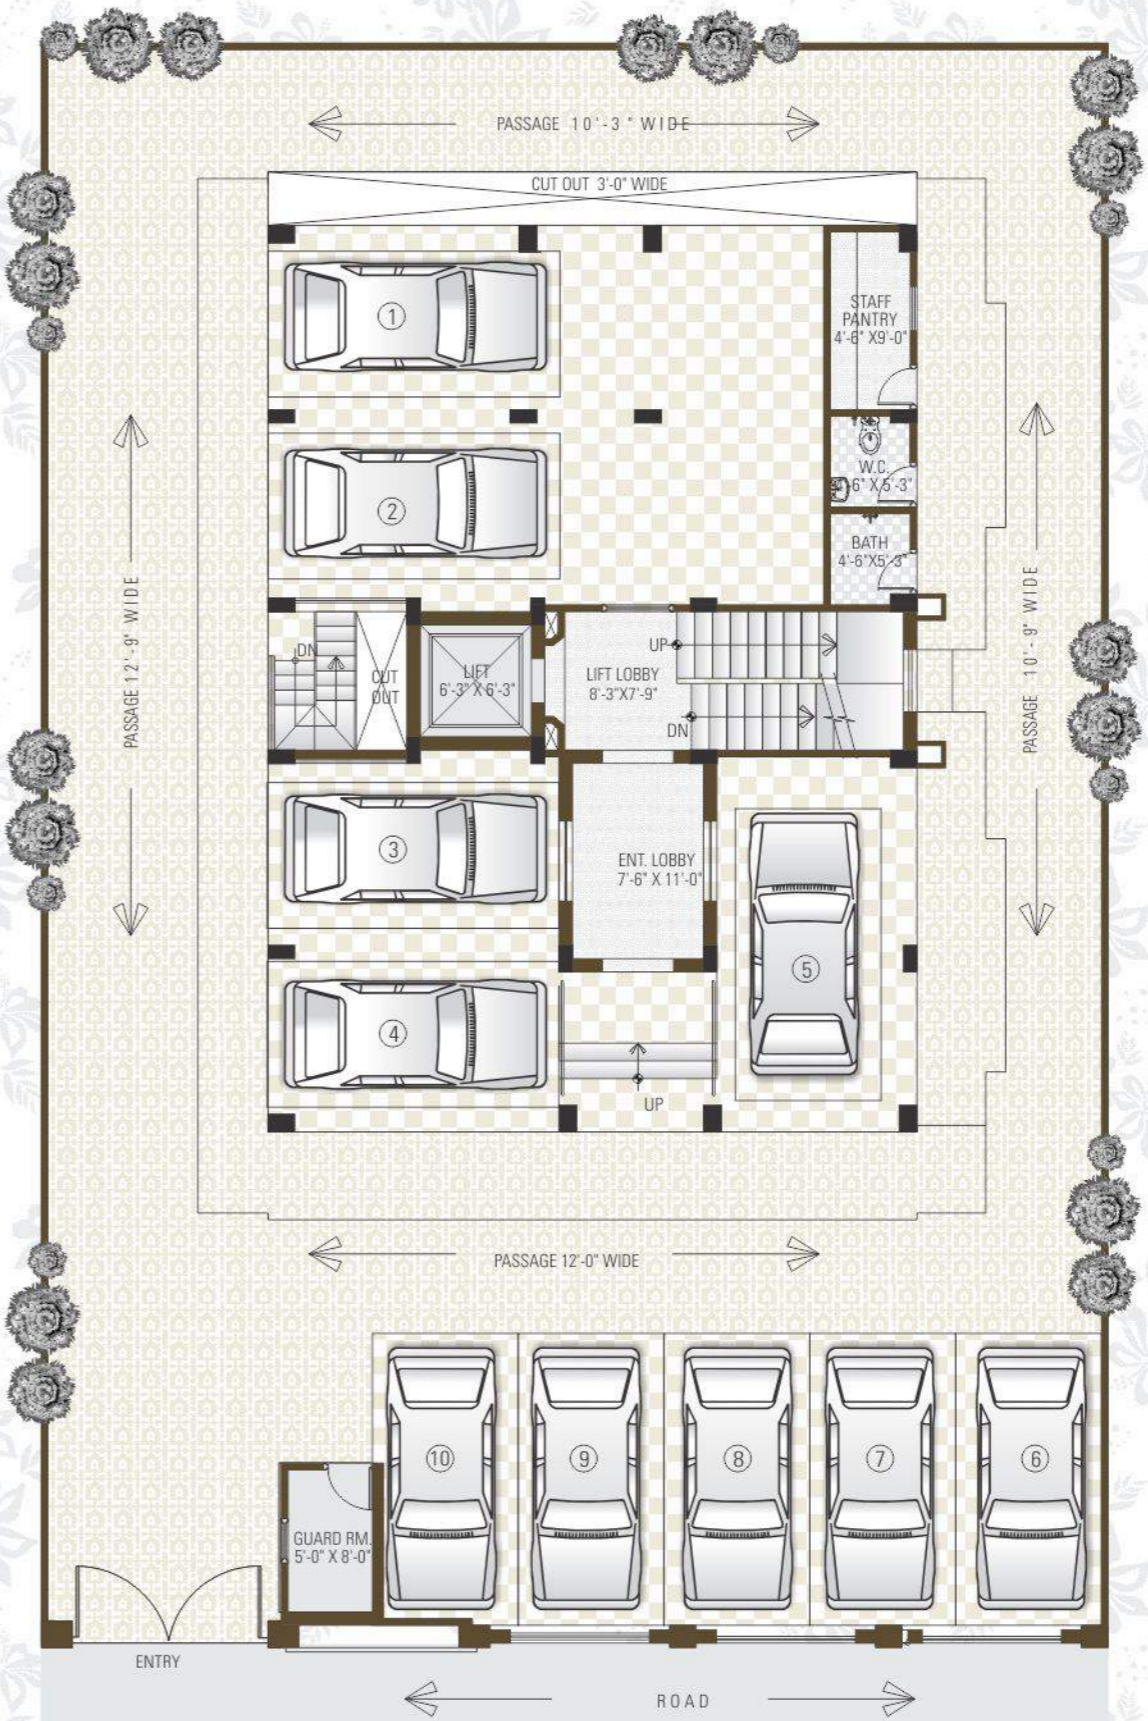 PASSAGE 10'-3" WIDE
CUT OUT 3'-0" WIDE
1
STAFF
PANTRY
4'-6" X9'-0"
2
W.C.
-6" X 5'-3"
BATH
4'-6"X5'-3"
PASSAGE 12'-9" WIDE
PASSAGE 10'-9" WIDE
DN
CUT
OUT
LIFT
6'-3" X 6'-3"
LIFT LOBBY
8'-3"X7'-9"
UP
DN
3
ENT. LOBBY
7'-6" X 11'-0"
5
4
UP
PASSAGE 12'-0" WIDE
10
9
8
7
6
GUARD RM.
5'-0" X 8'-0"
ENTRY
ROAD